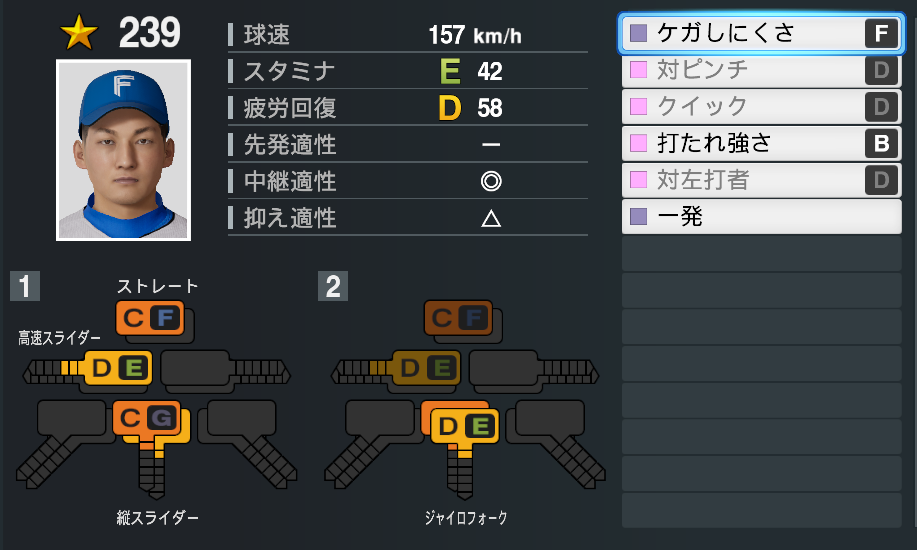 239
球速 157 km/h
スタミナ E 42
疲労回復 D 58
先発適性 ー
中継適性 ◎
抑え適性 △
ケガしにくさ F
対ピンチ D
クイック D
打たれ強さ B
対左打者 D
一発
1
ストレート
C F
高速スライダー
D E
C G
縦スライダー
2
C F
D E
D E
ジャイロフォーク